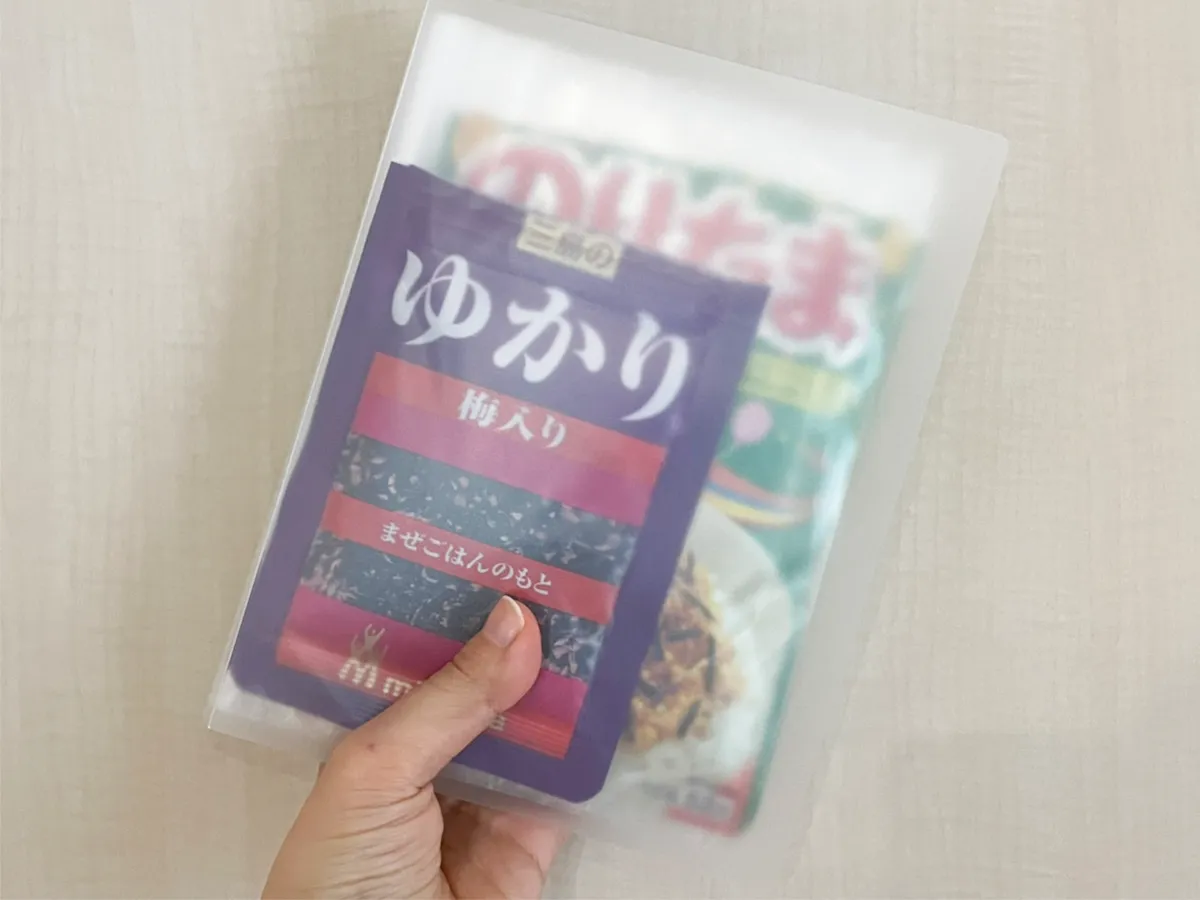 のりたま
三島の
ゆかり
梅入り
まぜごはんのもと